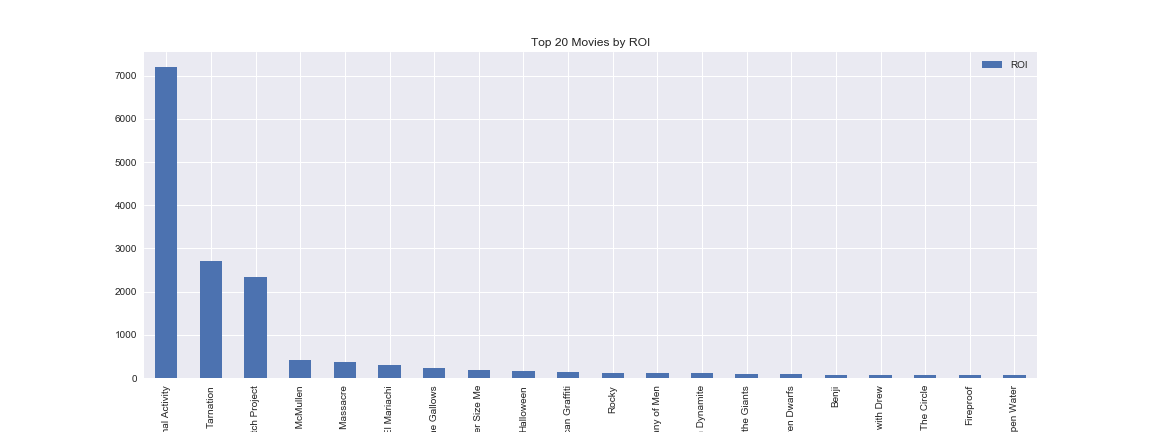 Top 20 Movies by ROI
ROI
7000
6000
5000
4000
3000
2000
1000
0
nal Activity
Tarnation
tch Project
McMullen
Massacre
El Mariachi
e Gallows
er Size Me
Halloween
can Graffiti
Rocky
any of Men
Dynamite
the Giants
en Dwarfs
Benji
with Drew
The Circle
Fireproof
pen Water